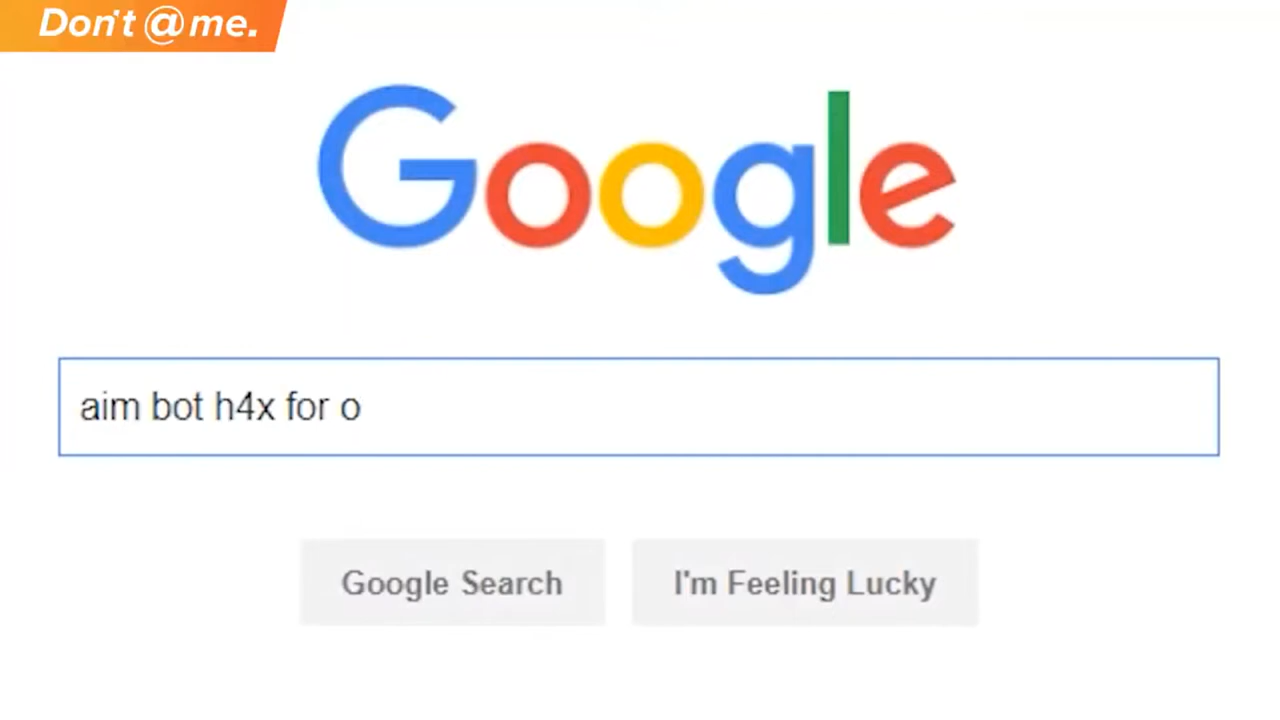 Don't @me.
Google
aim bot h4x for o
Google Search
I'm Feeling Lucky